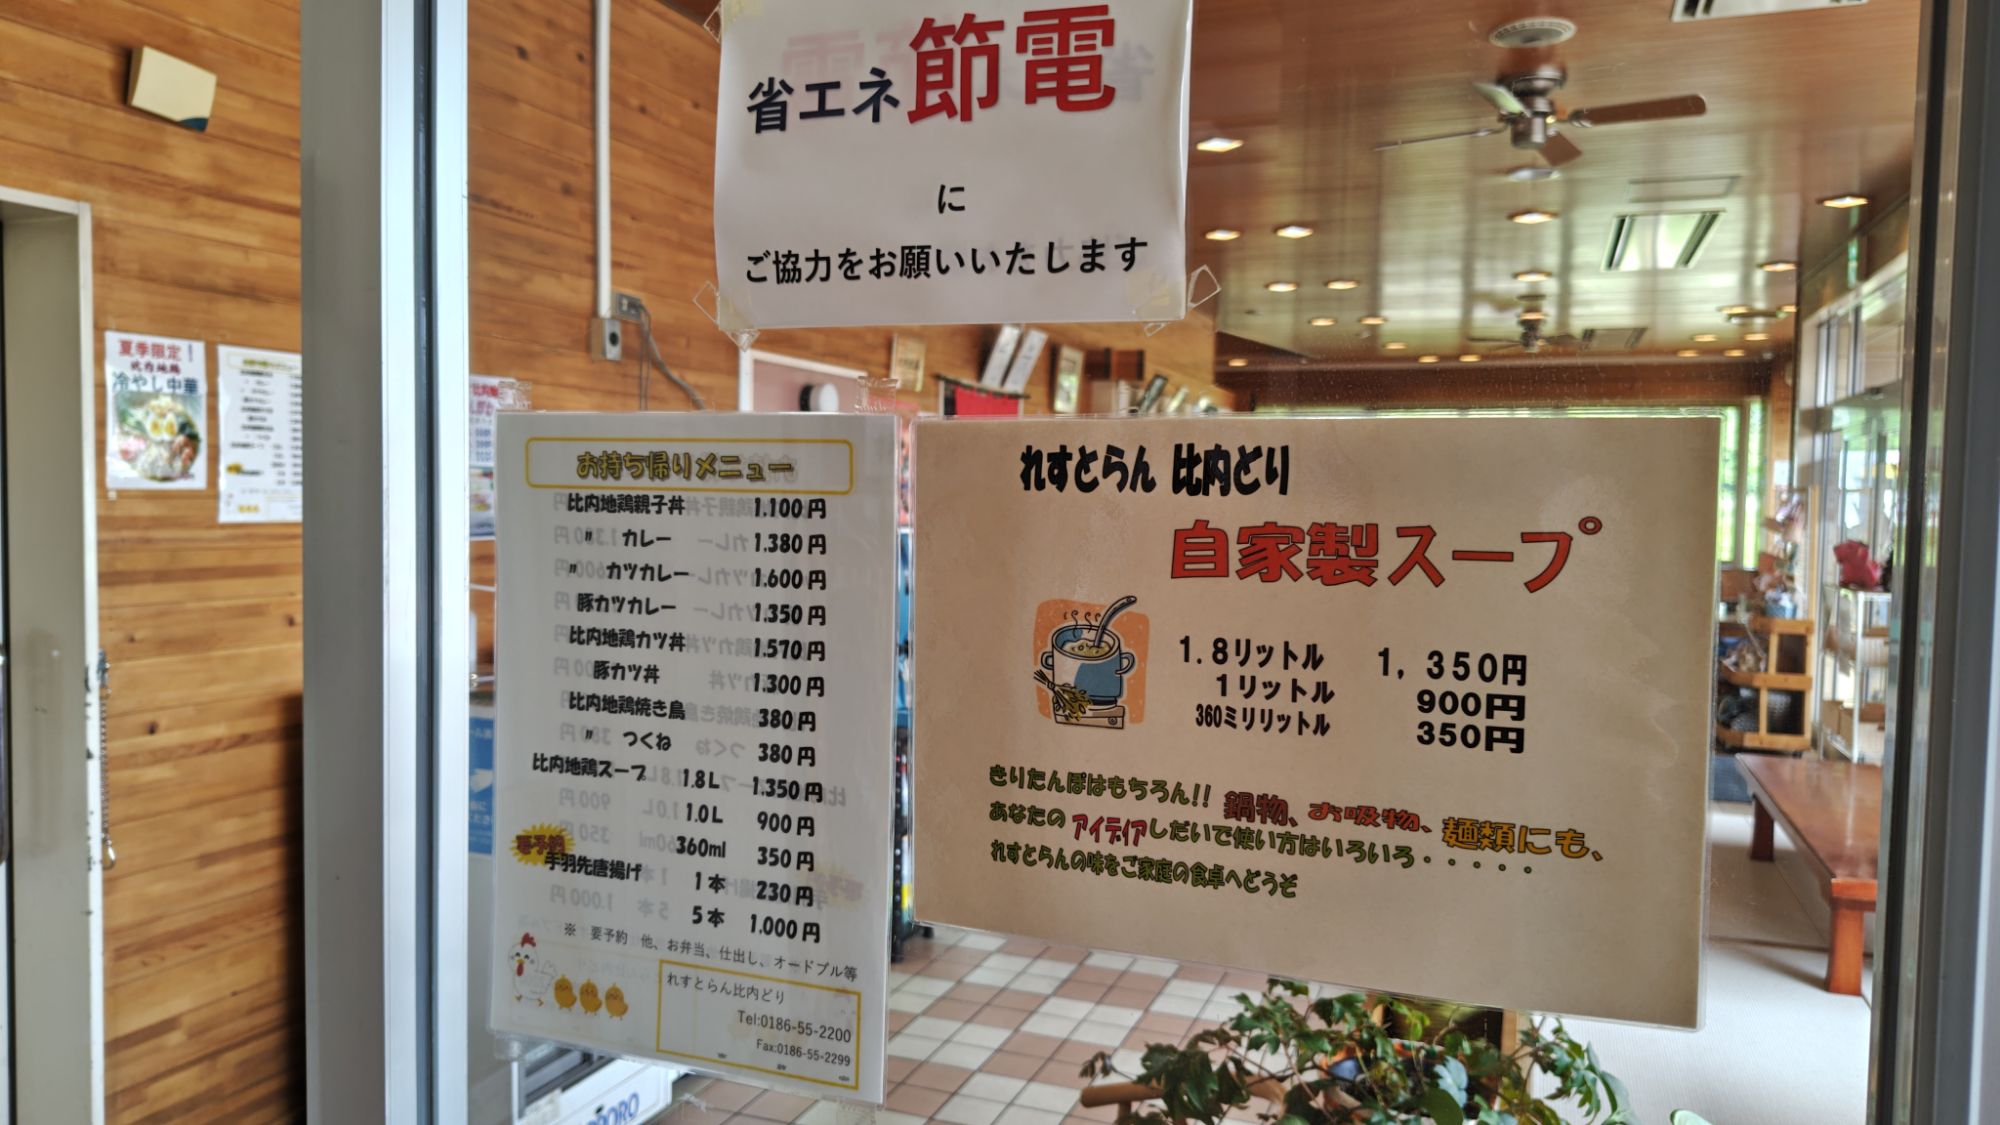 省エネ節電
に
ご協力をお願いいたします
夏季限定!
比内地鶏
冷やし中華
お持ち帰りメニュー
比内地鶏親子丼 1.100円
〃 カレー 1.380円
〃 カツカレー 1.600円
豚カツカレー 1.350円
比内地鶏カツ丼 1.570円
豚カツ丼 1.300円
比内地鶏焼き鳥 380円
〃 つくね 380円
比内地鶏スープ 1.8L 1.350円
1.0L 900円
360ml 350円
要予約
手羽先唐揚げ 1本 230円
5本 1.000円
※ 要予約 他、お弁当、仕出し、オードブル等
れすとらん比内どり
Tel:0186-55-2200
Fax:0186-55-2299
れすとらん 比内どり
自家製スープ
1.8リットル 1,350円
1リットル 900円
360ミリリットル 350円
きりたんぽはもちろん!! 鍋物、お吸物、麺類にも、
あなたのアイデイアしだいで使い方はいろいろ・・・・・
れすとらんの味をご家庭の食卓へどうぞ